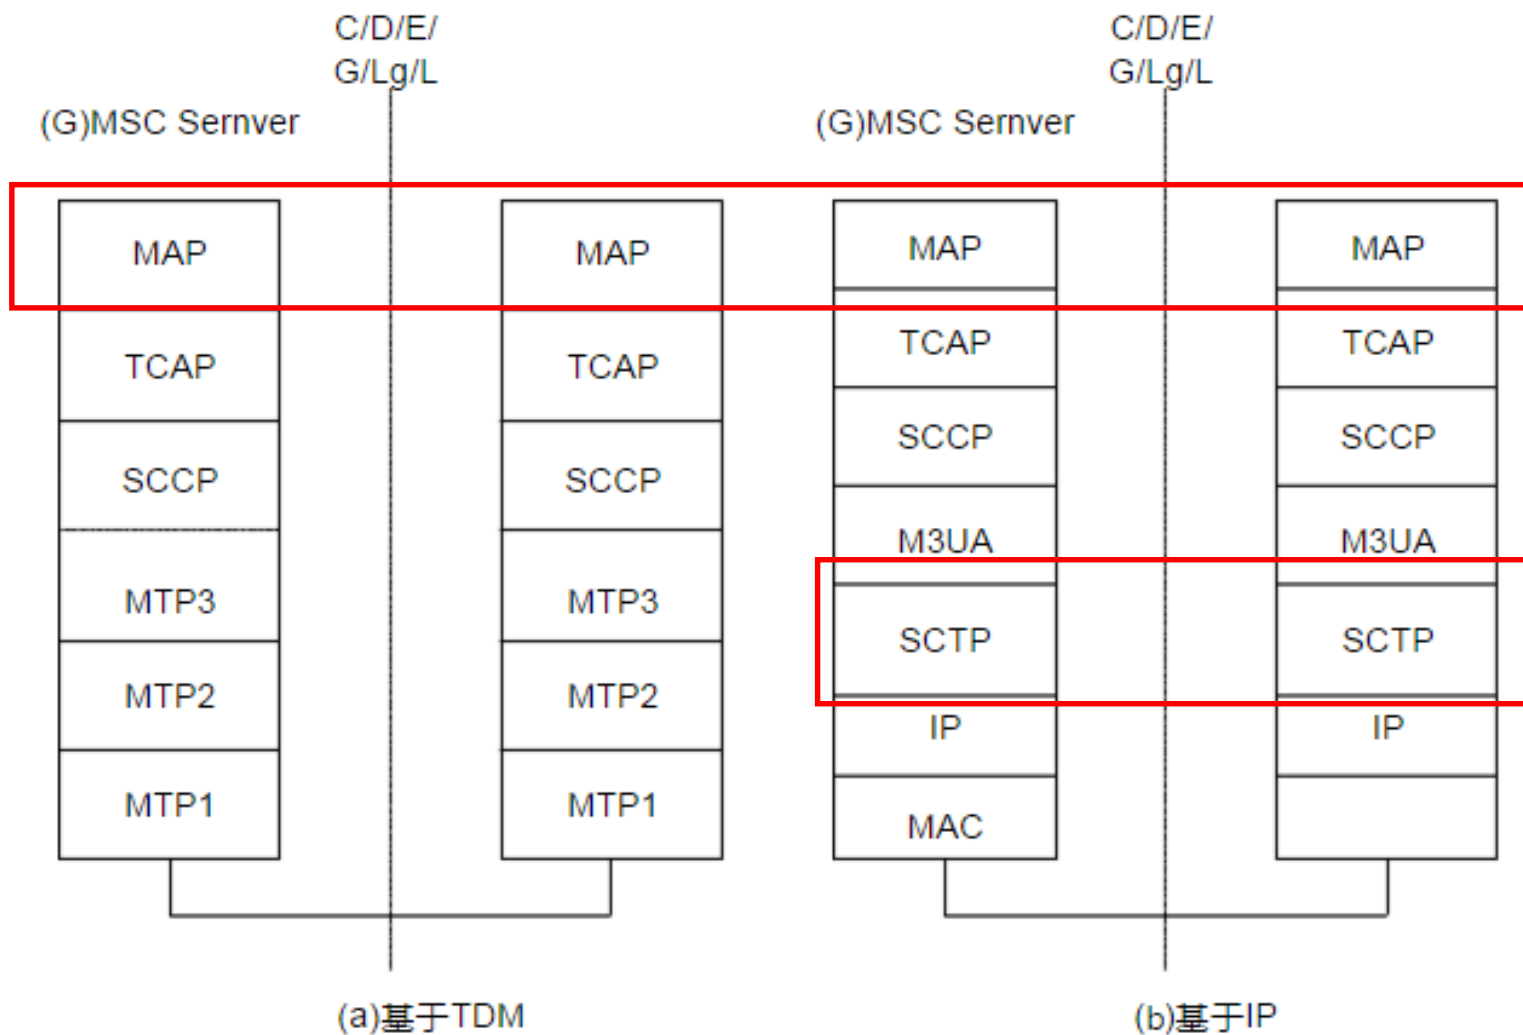 C/D/E/
G/Lg/L
(G)MSC Sernver
MAP
TCAP
SCCP
MTP3
MTP2
MTP1
MAP
TCAP
SCCP
MTP3
MTP2
MTP1
(a)基于TDM
C/D/E/
G/Lg/L
(G)MSC Sernver
MAP
TCAP
SCCP
M3UA
SCTP
IP
MAC
MAP
TCAP
SCCP
M3UA
SCTP
IP
(b)基于IP